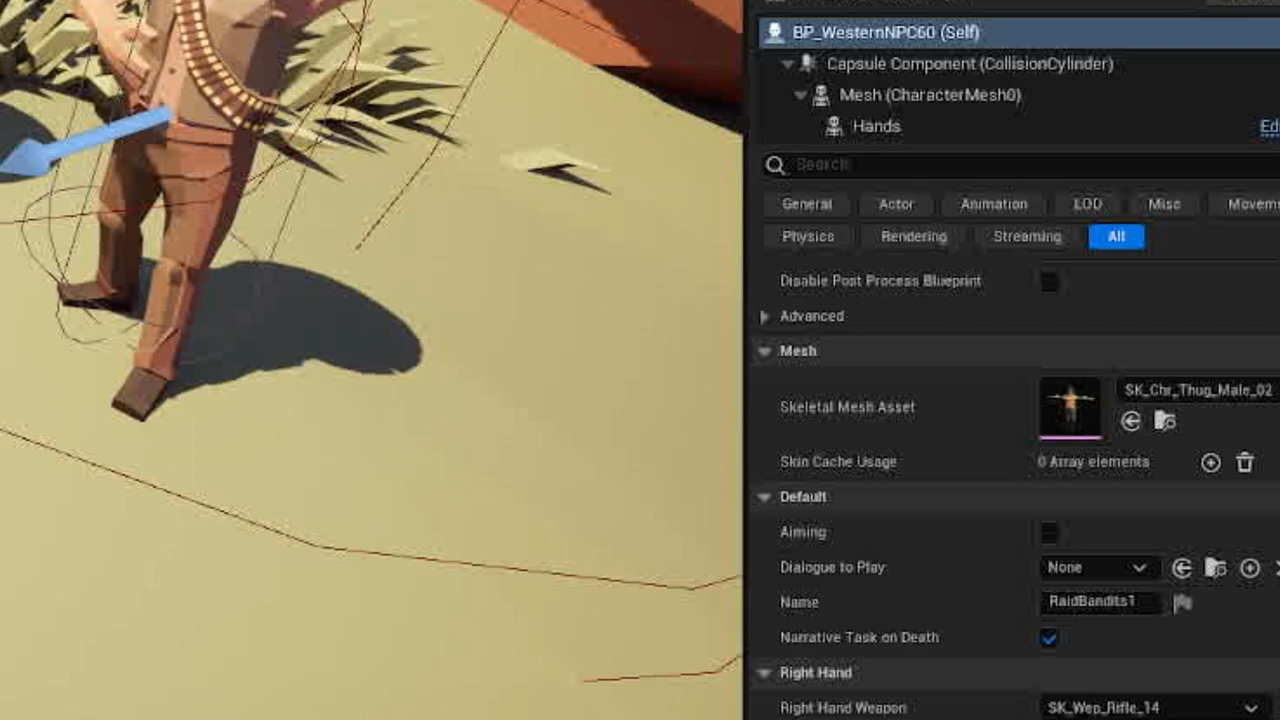 BP_WesternNPC60 (Self)
Capsule Component (CollisionCylinder)
Mesh (CharacterMesh0)
Hands
Ed
Search
General Actor Animation LOD Misc Movem
Physics Rendering Streaming All
Disable Post Process Blueprint
Advanced
Mesh
Skeletal Mesh Asset SK_Chr_Thug_Male_02
Skin Cache Usage 0 Array elements
Default
Aiming
Dialogue to Play None
Name RaidBandits1
Narrative Task on Death
Right Hand
Right Hand Weapon SK_Wep_Rifle_14